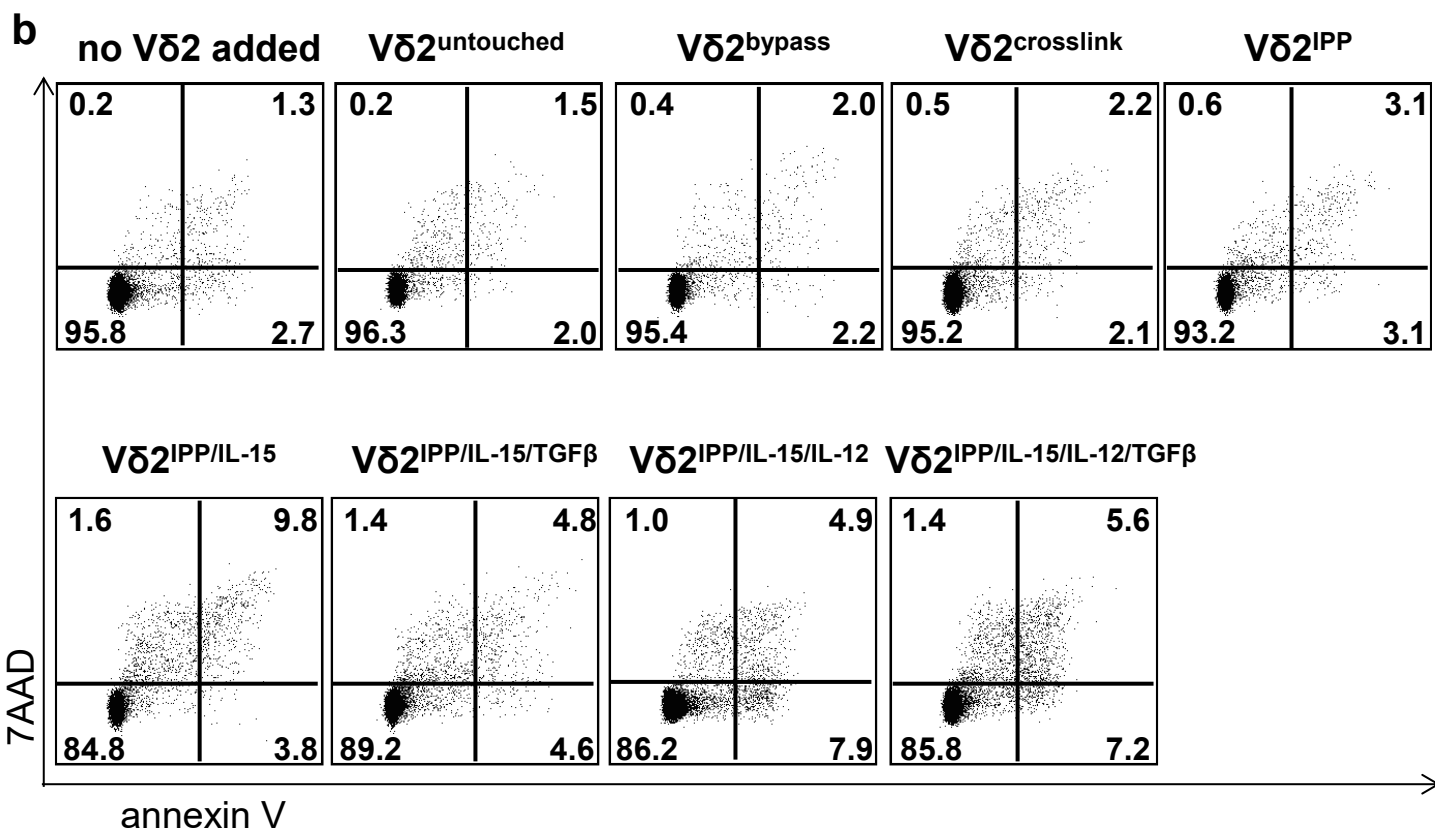 b
no Vδ2 added Vδ2untouched Vδ2bypass Vδ2crosslink Vδ2IPP
0.2 1.3 0.2 1.5 0.4 2.0 0.5 2.2 0.6 3.1
95.8 2.7 96.3 2.0 95.4 2.2 95.2 2.1 93.2 3.1
Vδ2IPP/IL-15 Vδ2IPP/IL-15/TGFβ Vδ2IPP/IL-15/IL-12 Vδ2IPP/IL-15/IL-12/TGFβ
1.6 9.8 1.4 4.8 1.0 4.9 1.4 5.6
84.8 3.8 89.2 4.6 86.2 7.9 85.8 7.2
7AAD
annexin V